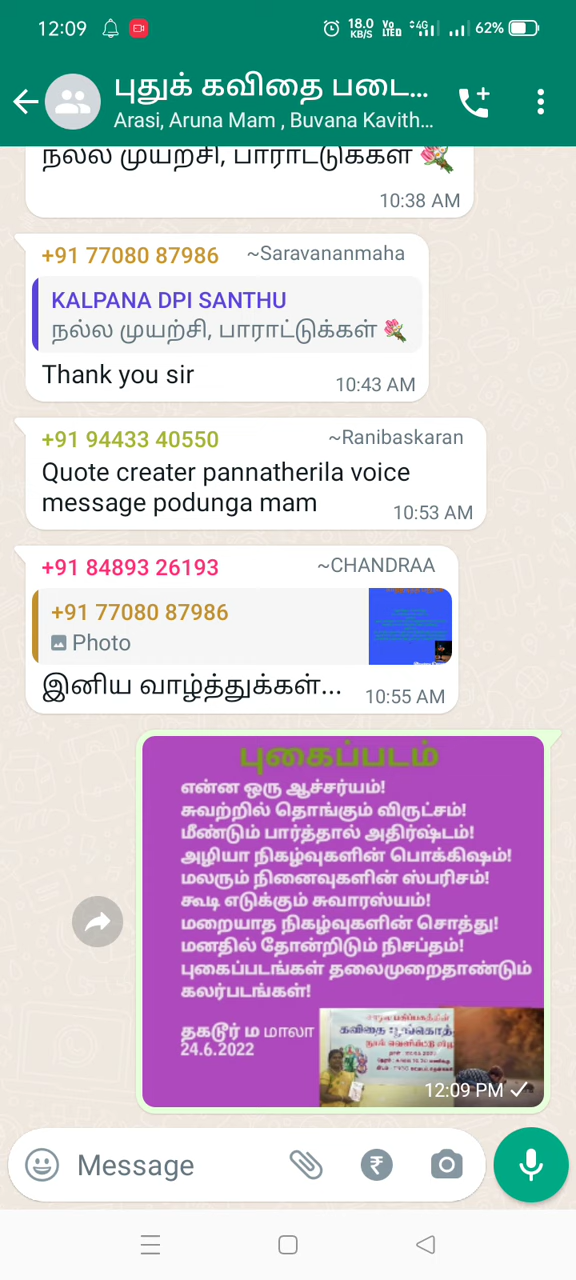 12:09
18.0 KB/S
Vo LTED
4G
62%
புதுக் கவிதை படை...
Arasi, Aruna Mam , Buvana Kavith...
நல்ல முயற்சி, பாராட்டுக்கள்
10:38 AM
+91 77080 87986 ~Saravananmaha
KALPANA DPI SANTHU
நல்ல முயற்சி, பாராட்டுக்கள்
Thank you sir
10:43 AM
+91 94433 40550 ~Ranibaskaran
Quote creater pannatherila voice
message podunga mam
10:53 AM
+91 84893 26193 ~CHANDRAA
+91 77080 87986
Photo
இனிய வாழ்த்துக்கள்...
10:55 AM
புகைப்படம்
என்ன ஒரு ஆச்சர்யம்!
சுவற்றில் தொங்கும் விருட்சம்!
மீண்டும் பார்த்தால் அதிர்ஷ்டம்!
அழியா நிகழ்வுகளின் பொக்கிஷம்!
மலரும் நினைவுகளின் ஸ்பரிசம்!
கூடி எடுக்கும் சுவாரஸ்யம்!
மறையாத நிகழ்வுகளின் சொத்து!
மனதில் தோன்றிடும் நிசப்தம்!
புகைப்படங்கள் தலைமுறைதாண்டும்
கலர்படங்கள்!
தகடூர் ம மாலா
24.6.2022
12:09 PM
Message